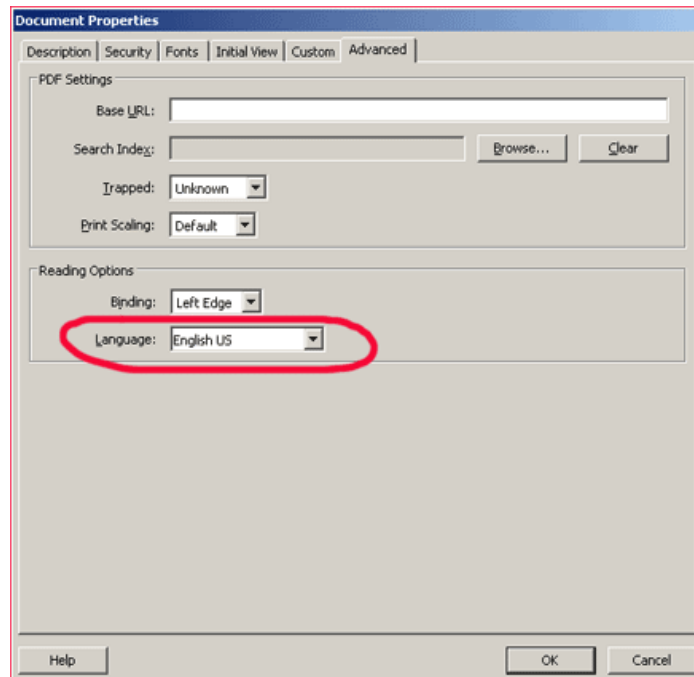 Document Properties
Description Security Fonts Initial View Custom Advanced
PDF Settings
Base URL:
Search Index: Browse... Clear
Trapped: Unknown
Print Scaling: Default
Reading Options
Binding: Left Edge
Language: English US
Help OK Cancel